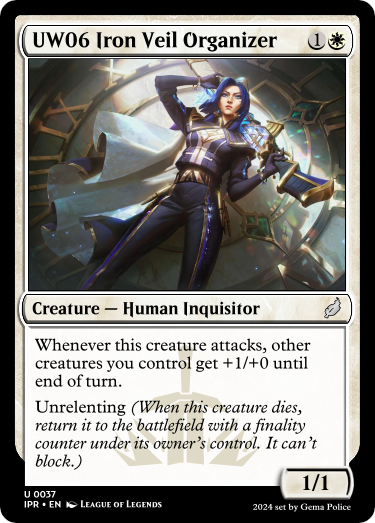 UW06 Iron Veil Organizer 1
Creature — Human Inquisitor
Whenever this creature attacks, other
creatures you control get +1/+0 until
end of turn.
Unrelenting (When this creature dies,
return it to the battlefield with a finality
counter under its owner's control. It can't
block.)
1/1
U 0037
IPR • EN League of Legends
2024 set by Gema Police